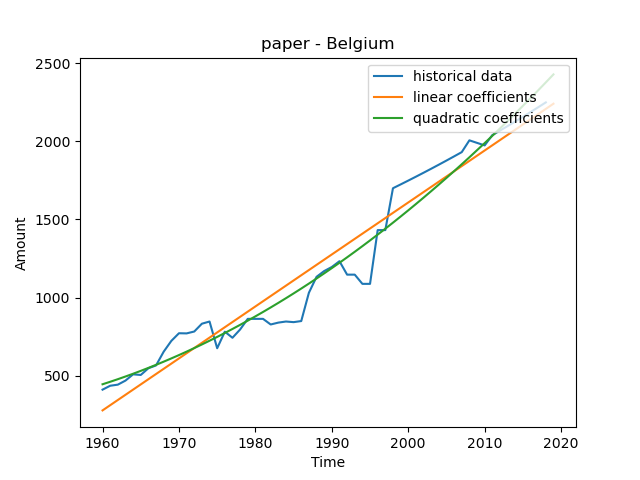 paper - Belgium
2500
2000
1500
1000
500
Amount
historical data
linear coefficients
quadratic coefficients
1960 1970 1980 1990 2000 2010 2020
Time